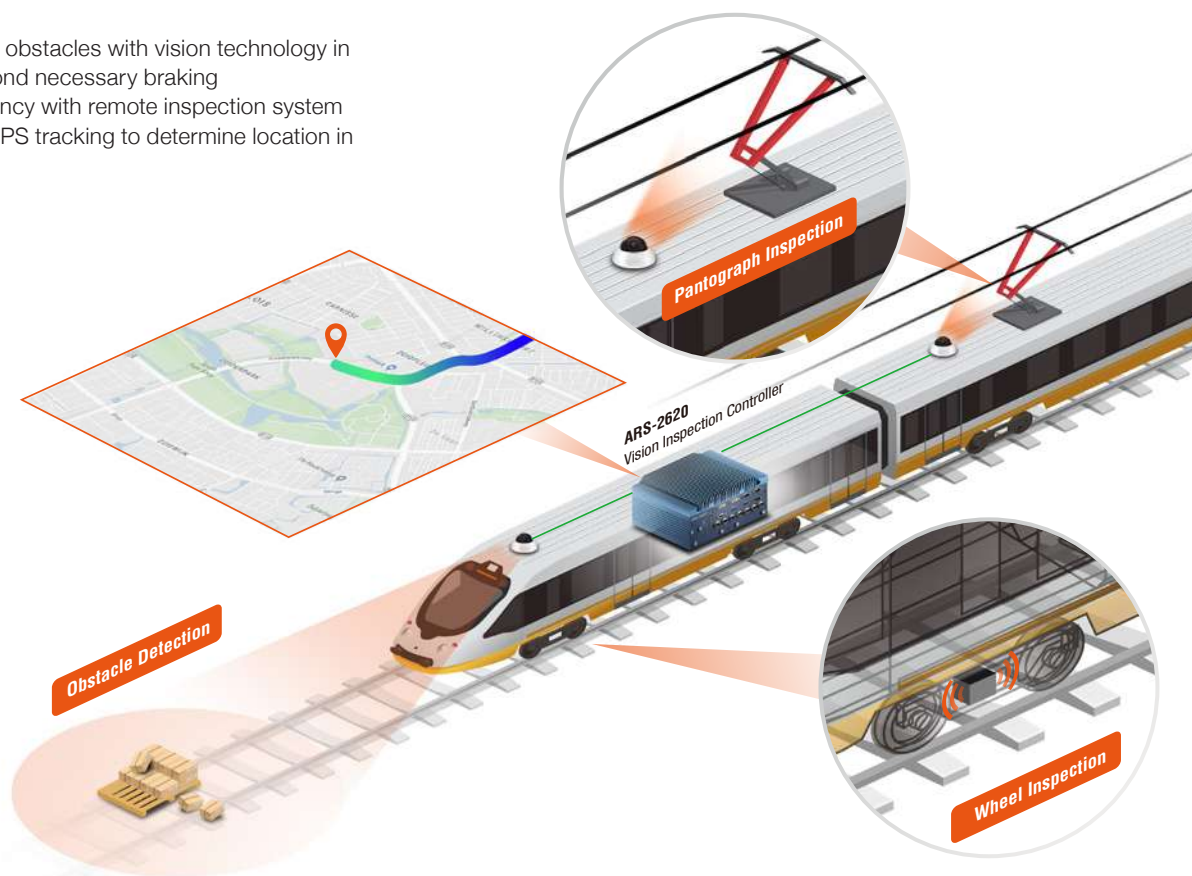 obstacles with vision technology in
ond necessary braking
ncy with remote inspection system
PS tracking to determine location in
Pantograph Inspection
ARS-2620
Vision Inspection Controller
Obstacle Detection
Wheel Inspection